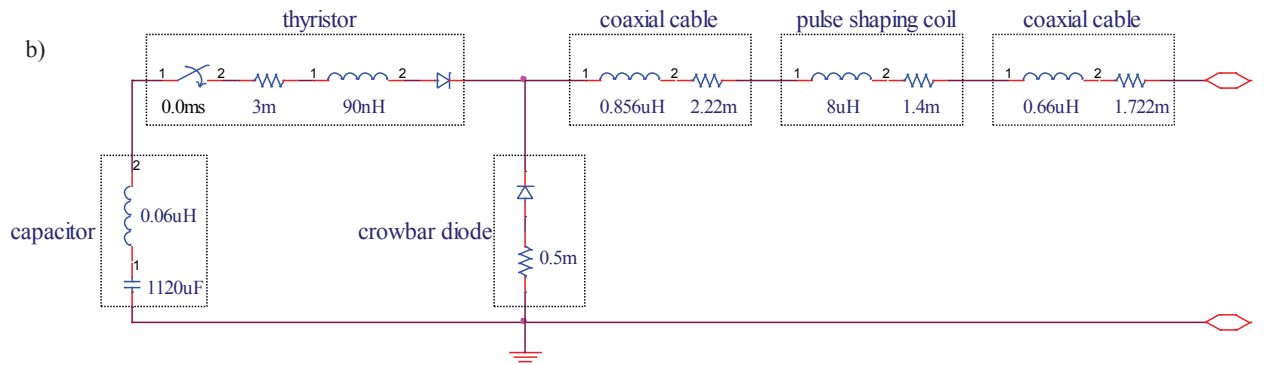 b)
thyristor
coaxial cable
pulse shaping coil
coaxial cable
1 2 1 2 1 2 1 2 1 2
0.0ms 3m 90nH 0.856uH 2.22m 8uH 1.4m 0.66uH 1.722m
2
0.06uH
capacitor
1
1120uF
crowbar diode
0.5m